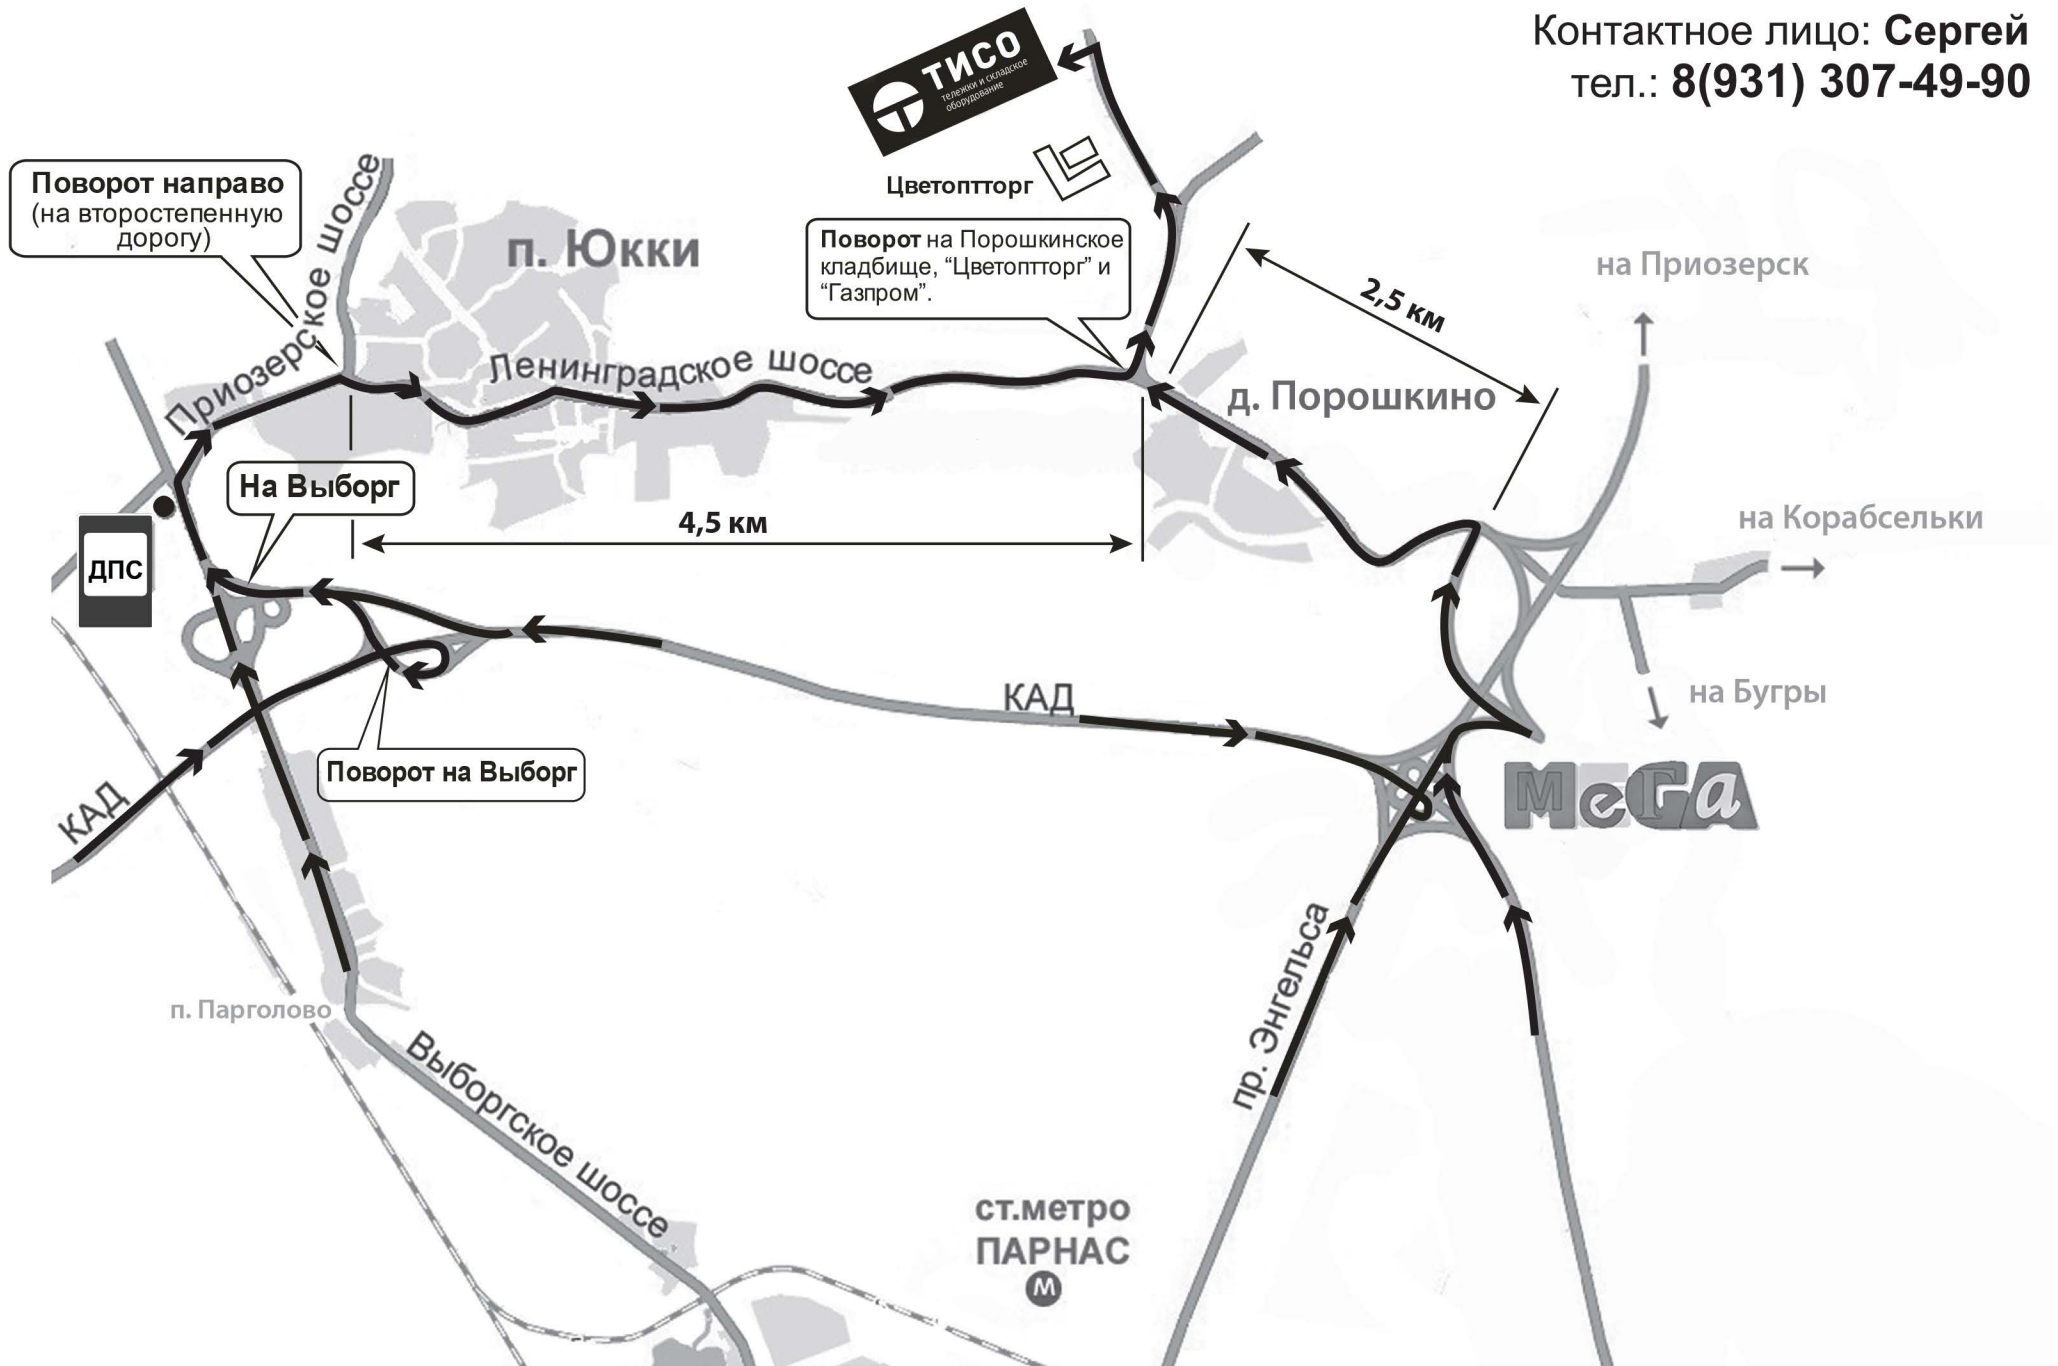 Контактное лицо: Сергей
тел.: 8(931) 307-49-90
ТИСО
тележки и складское
оборудование
Цветоптторг
Поворот направо
(на второстепенную
дорогу)
Приозерское шоссе
п. Юкки
Поворот на Порошкинское
кладбище, “Цветоптторг” и
“Газпром”.
2,5 км
на Приозерск
Ленинградское шоссе
д. Порошкино
На Выборг
4,5 км
на Корабсельки
ДПС
на Бугры
КАД
КАД
Поворот на Выборг
МеГа
п. Парголово
Выборгское шоссе
пр. Энгельса
ст.метро
ПАРНАС
М